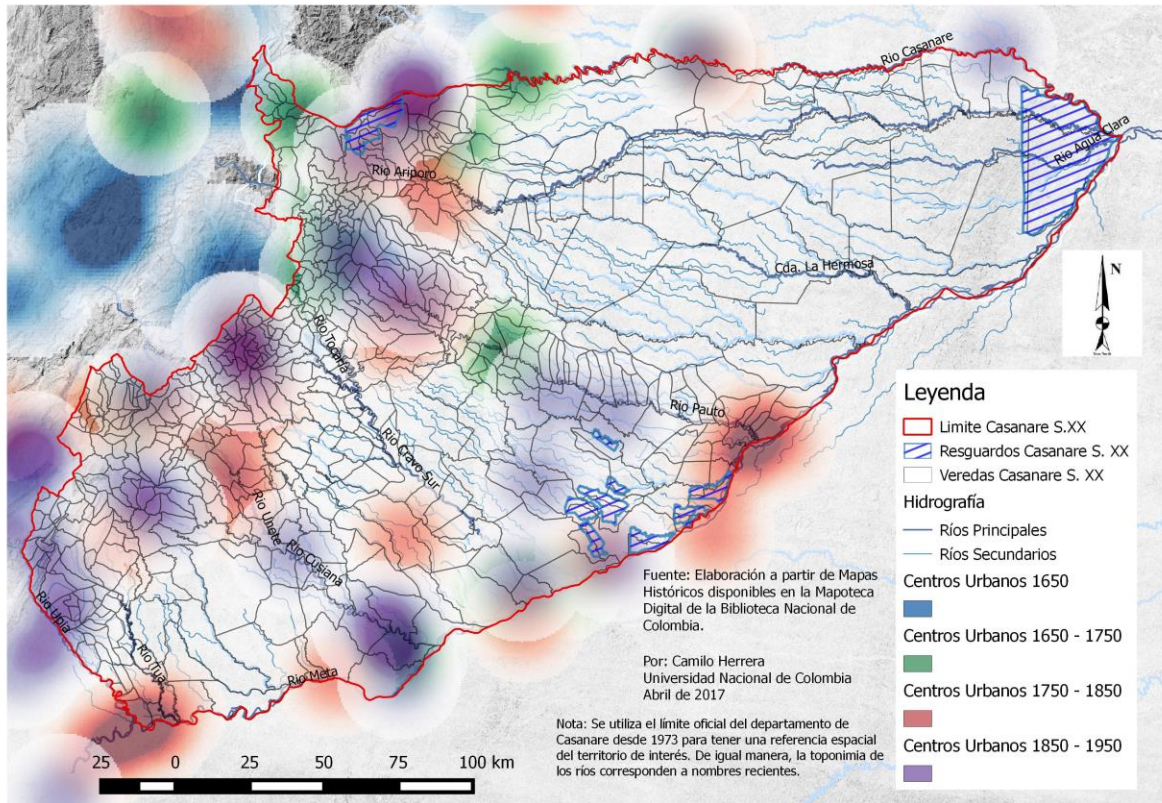 Río Casanare
Río Agua Clara
Río Ariporo
Cda. La Hermosa
Río Tocaría
Río Pauto
Río Cravo Sur
Río Unete
Río Cusiana
Río Upia
Río Tua
Río Meta
N
Leyenda
Limite Casanare S.XX
Resguardos Casanare S. XX
Veredas Casanare S. XX
Hidrografía
Ríos Principales
Ríos Secundarios
Centros Urbanos 1650
Centros Urbanos 1650 - 1750
Centros Urbanos 1750 - 1850
Centros Urbanos 1850 - 1950
Fuente: Elaboración a partir de Mapas
Históricos disponibles en la Mapoteca
Digital de la Biblioteca Nacional de
Colombia.
Por: Camilo Herrera
Universidad Nacional de Colombia
Abril de 2017
Nota: Se utiliza el límite oficial del departamento de
Casanare desde 1973 para tener una referencia espacial
del territorio de interés. De igual manera, la toponimia de
los ríos corresponden a nombres recientes.
25 0 25 50 75 100 km